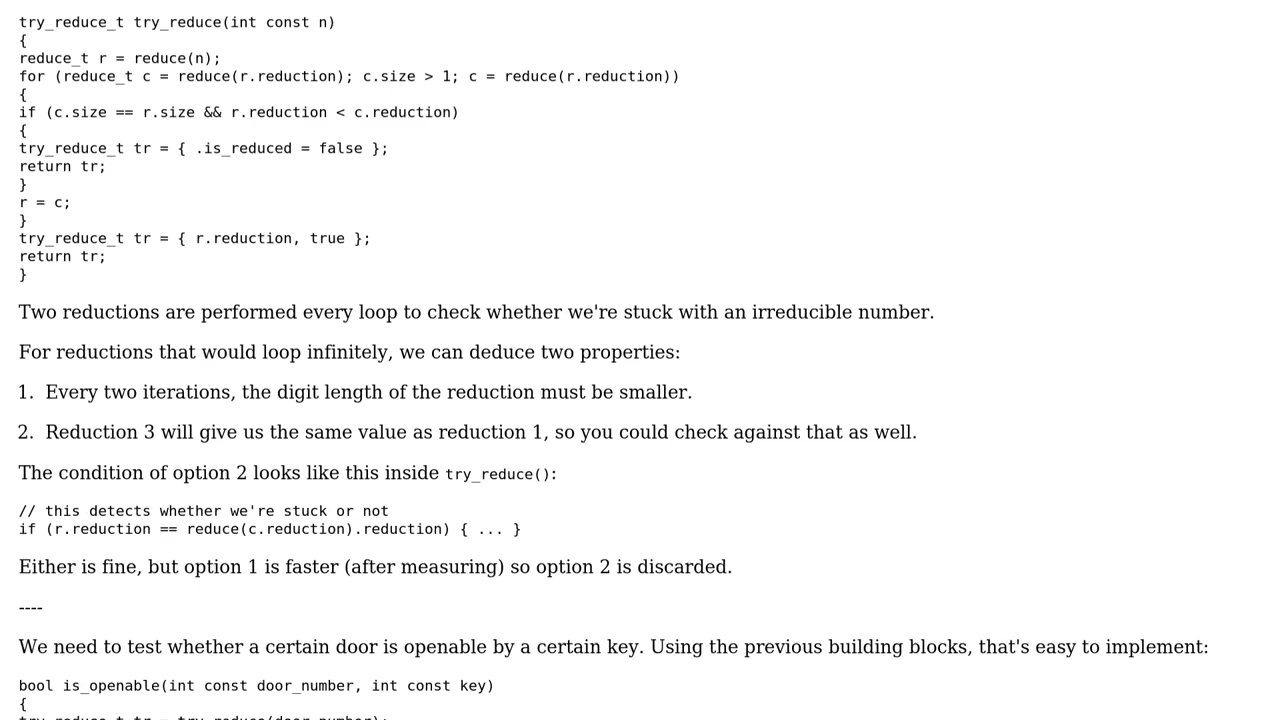 try_reduce_t try_reduce(int const n)
{
reduce_t r = reduce(n);
for (reduce_t c = reduce(r.reduction); c.size > 1; c = reduce(r.reduction))
{
if (c.size == r.size && r.reduction < c.reduction)
{
try_reduce_t tr = { .is_reduced = false };
return tr;
}
r = c;
}
try_reduce_t tr = { r.reduction, true };
return tr;
}
Two reductions are performed every loop to check whether we're stuck with an irreducible number.
For reductions that would loop infinitely, we can deduce two properties:
1. Every two iterations, the digit length of the reduction must be smaller.
2. Reduction 3 will give us the same value as reduction 1, so you could check against that as well.
The condition of option 2 looks like this inside try_reduce():
// this detects whether we're stuck or not
if (r.reduction == reduce(c.reduction).reduction) { ... }
Either is fine, but option 1 is faster (after measuring) so option 2 is discarded.
----
We need to test whether a certain door is openable by a certain key. Using the previous building blocks, that's easy to implement:
bool is_openable(int const door_number, int const key)
{